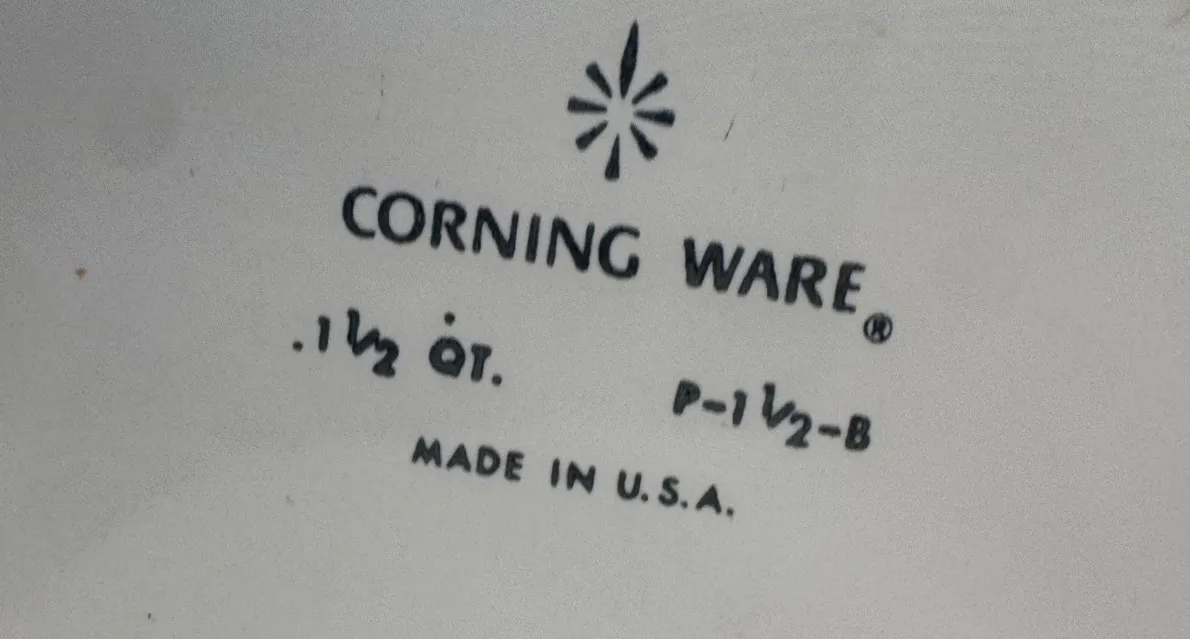 CORNING WARE®
1½ QT. P-1½-B
MADE IN U.S.A.